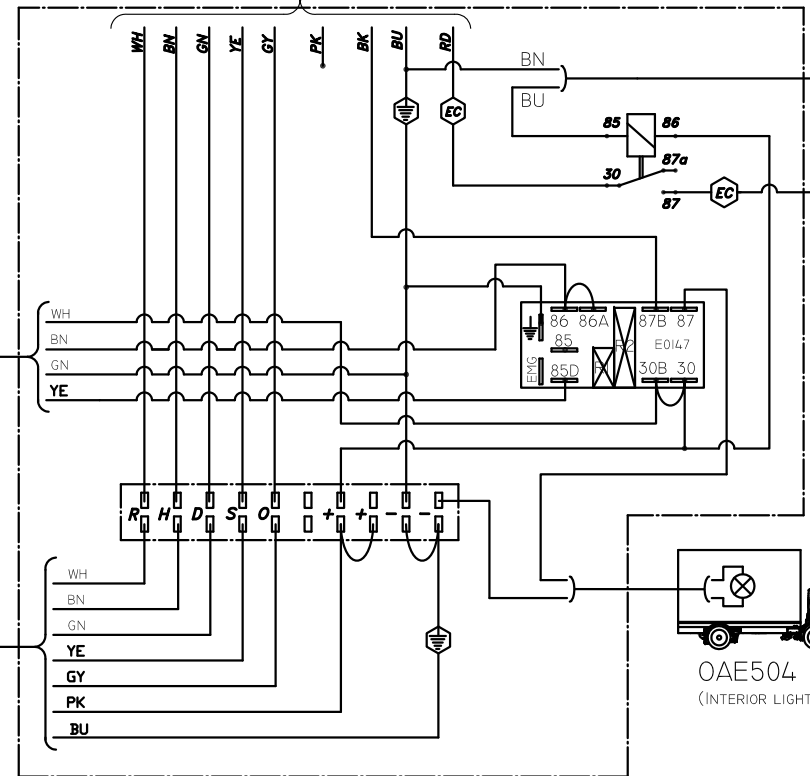 WH BN GN YE GY PK BK BU RD
BN
BU
EC
85 86
87a
30
EC
87
WH
BN
GN
YE
86 86A 87B 87
85 R2 E0147
EMG 85D R1 30B 30
R H D S O + + - -
WH
BN
GN
YE
GY
PK
BU
OAE504
(INTERIOR LIGHT